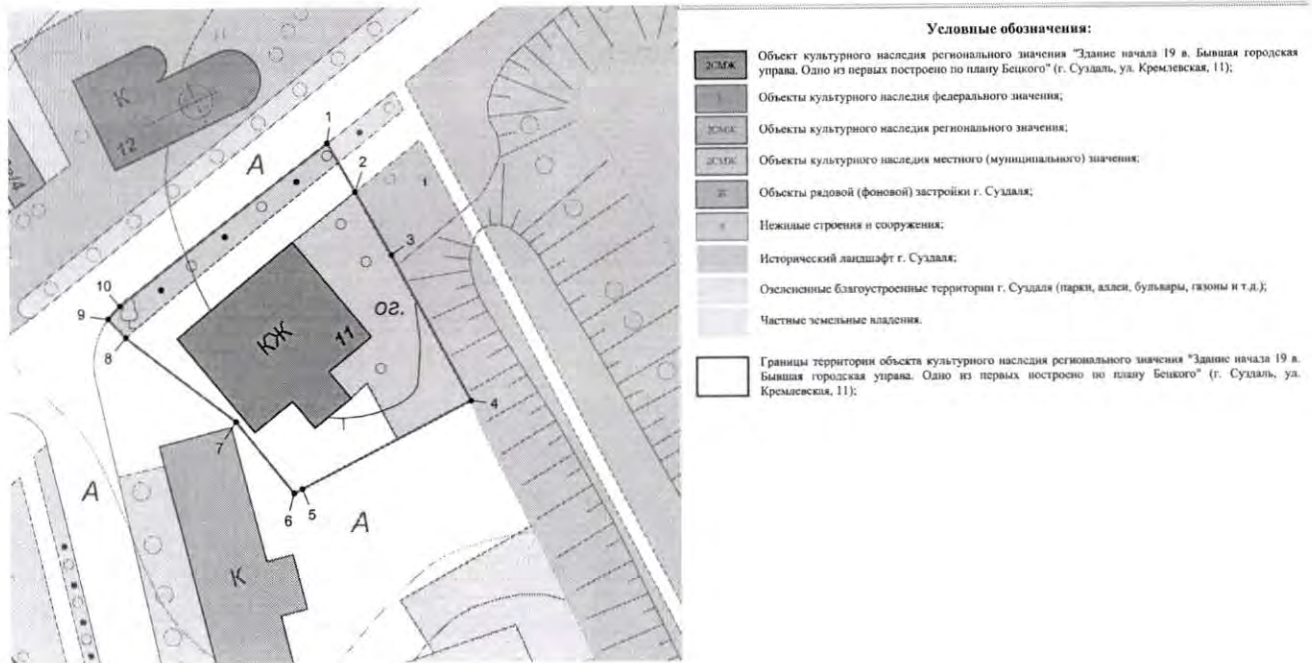 К
12
А
1
2
3
1
10
9
8
ог.
КЖ
11
4
7
6
5
А
А
К
Условные обозначения:
2СМЖ
Объект культурного наследия регионального значения "Здание начала 19 в. Бывшая городская
управа. Одно из первых построено по плану Бецкого" (г. Суздаль, ул. Кремлевская, 11);
Объекты культурного наследия федерального значения;
2СМЖ
Объекты культурного наследия регионального значения;
2СМЖ
Объекты культурного наследия местного (муниципального) значения;
Объекты рядовой (фоновой) застройки г. Суздаля;
Нежилые строения и сооружения;
Исторический ландшафт г. Суздаля;
Озелененные благоустроенные территории г. Суздаля (парки, аллеи, бульвары, газоны и т.д.);
Частные земельные владения.
Границы территории объекта культурного наследия регионального значения "Здание начала 19 в.
Бывшая городская управа. Одно из первых построено по плану Бецкого" (г. Суздаль, ул.
Кремлевская, 11);